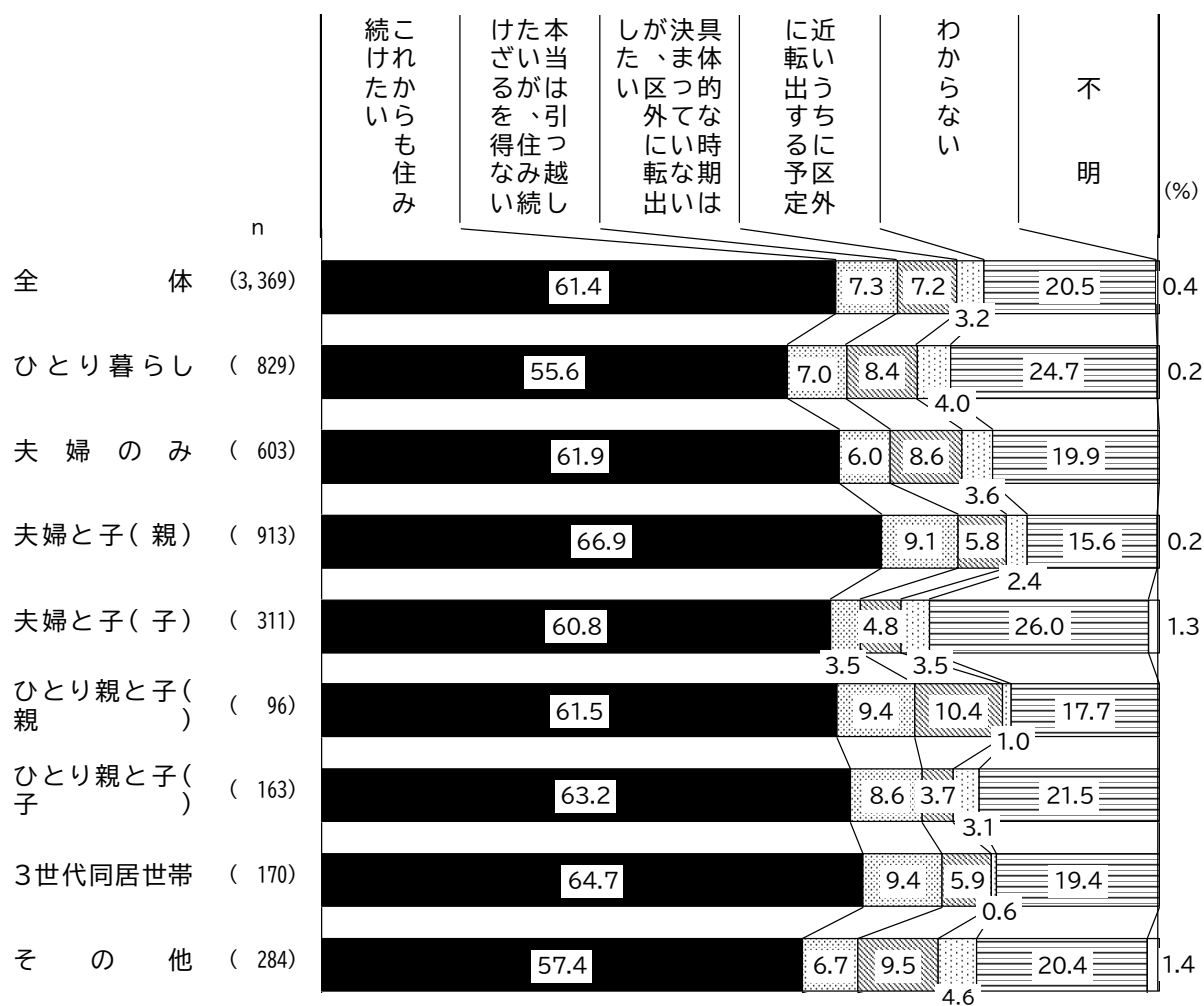 これからも住み
続けたい
本当は引っ越し
たいが、住み続
けざるを得ない
具体的な時期は
決まっていない
が、区外に転出
したい
近いうちに区外
に転出する予定
わからない
不明
(%)
n
全体 (3,369) 61.4 7.3 7.2 3.2 20.5 0.4
ひとり暮らし ( 829) 55.6 7.0 8.4 4.0 24.7 0.2
夫婦のみ ( 603) 61.9 6.0 8.6 3.6 19.9
夫婦と子(親) ( 913) 66.9 9.1 5.8 2.4 15.6 0.2
夫婦と子(子) ( 311) 60.8 3.5 4.8 3.5 26.0 1.3
ひとり親と子(
親) ( 96) 61.5 9.4 10.4 1.0 17.7
ひとり親と子(
子) ( 163) 63.2 8.6 3.7 3.1 21.5
3世代同居世帯 ( 170) 64.7 9.4 5.9 0.6 19.4
その他 ( 284) 57.4 6.7 9.5 4.6 20.4 1.4